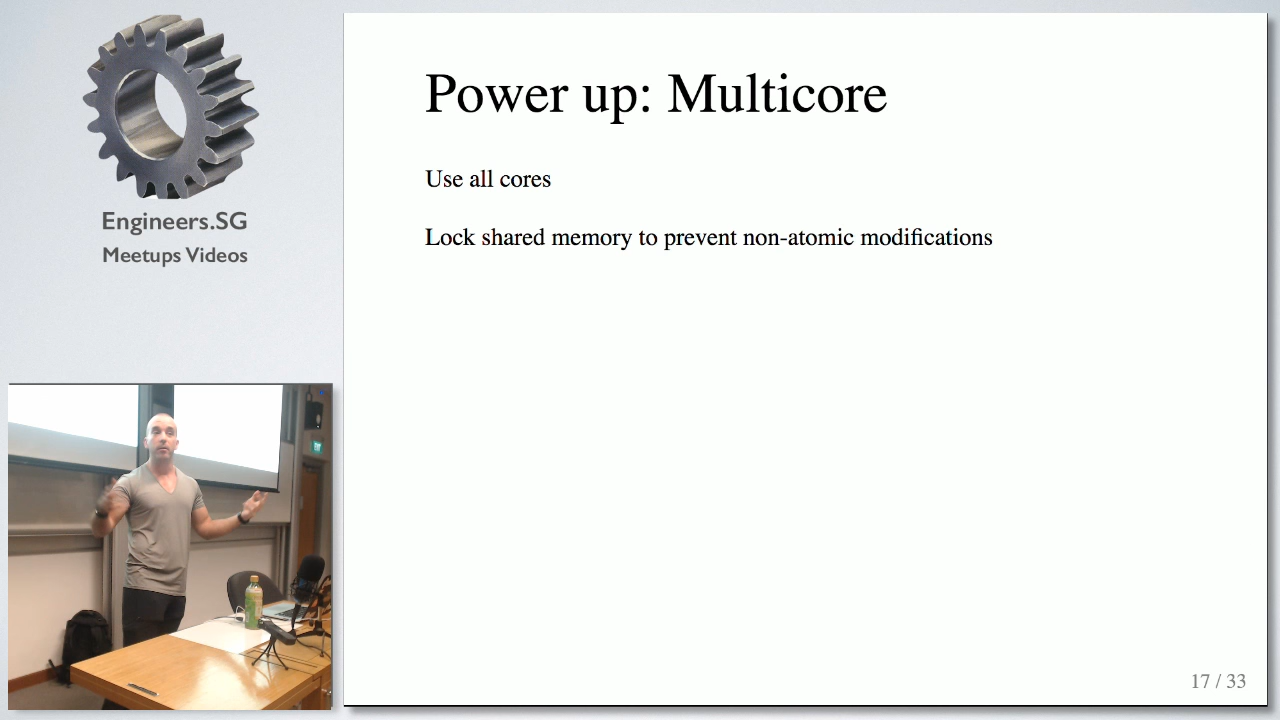 Engineers.SG
Meetups Videos
Power up: Multicore
Use all cores
Lock shared memory to prevent non-atomic modifications
17 / 33